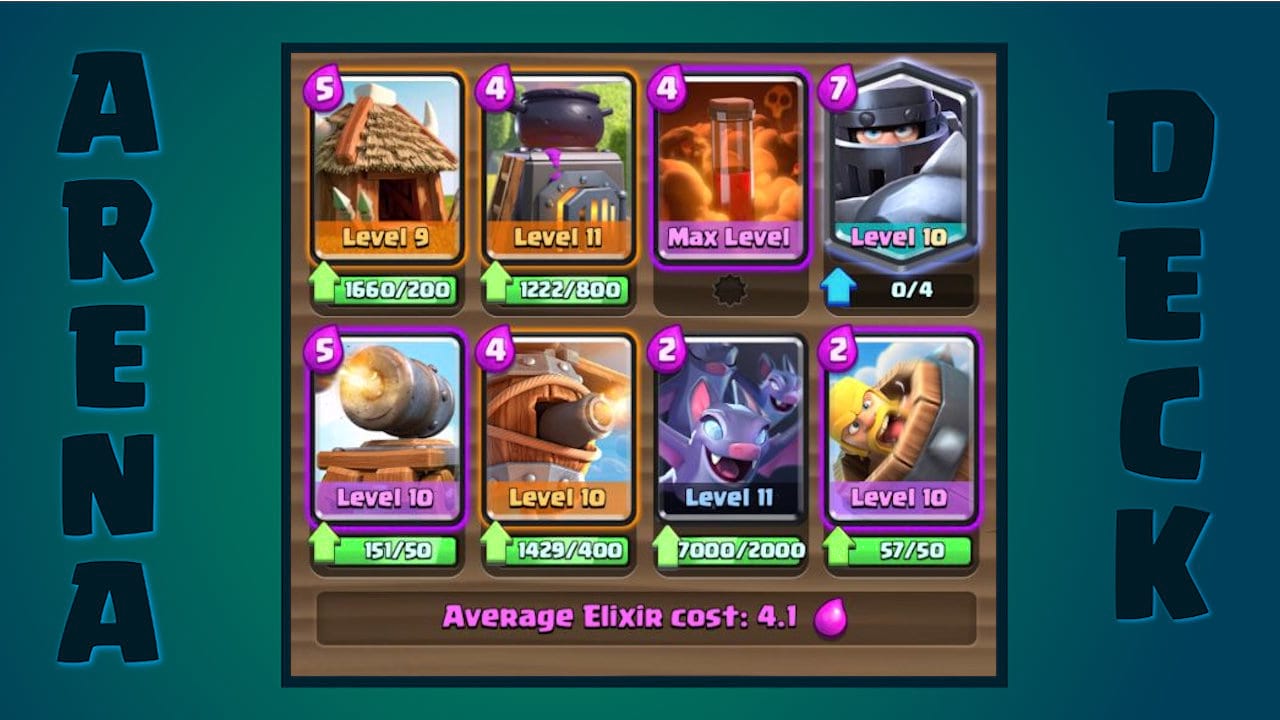 ARENA
DECK
5 4 4 7
Level 9 Level 11 Max Level Level 10
1660/200 1222/800 0/4
5 4 2 2
Level 10 Level 10 Level 11 Level 10
151/50 1429/400 7000/2000 57/50
Average Elixir cost: 4.1